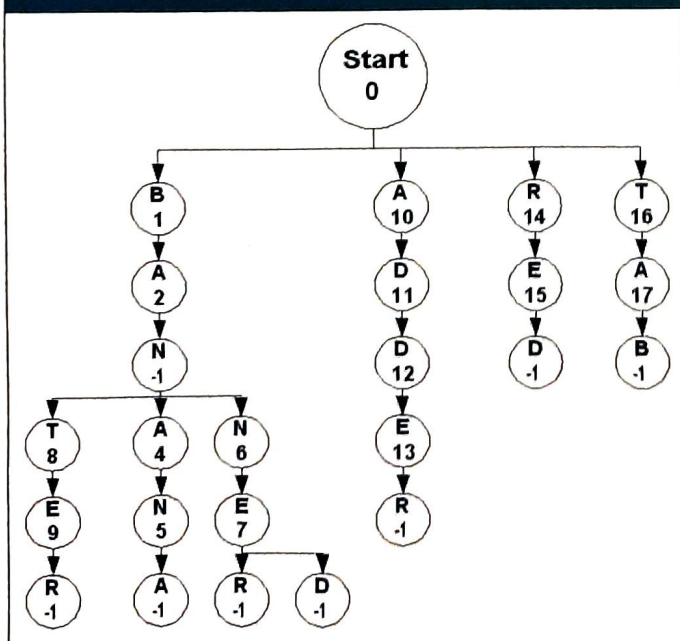 Start
0
B A R T
1 10 14 16
A D E A
2 11 15 17
N D D B
-1 12 -1 -1
T A N E
8 4 6 13
E N E R
9 5 7 -1
R A R D
-1 -1 -1 -1